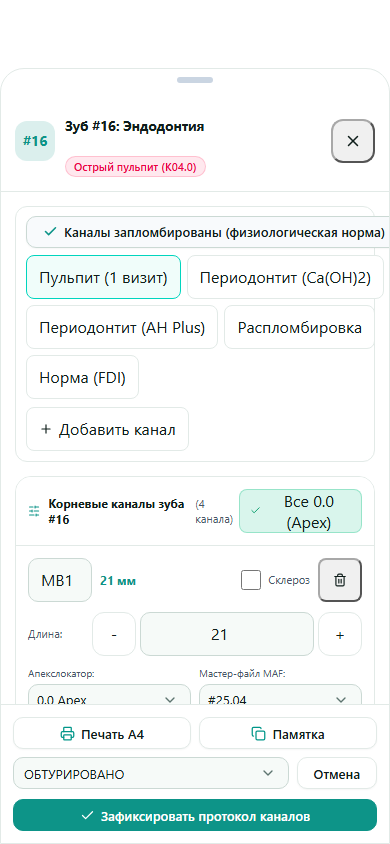 #16
Зуб #16: Эндодонтия
Острый пульпит (K04.0)
Каналы запломбированы (физиологическая норма)
Пульпит (1 визит)
Периодонтит (Ca(OH)2)
Периодонтит (AH Plus)
Распломбировка
Норма (FDI)
+ Добавить канал
Корневые каналы зуба
#16
(4
канала)
Все 0.0
(Apex)
MB1
21 мм
Склероз
Длина:
-
21
+
Апекслокатор:
Мастер-файл MAF:
0.0 Apex
#25.04
Печать А4
Памятка
ОБТУРИРОВАНО
Отмена
Зафиксировать протокол каналов